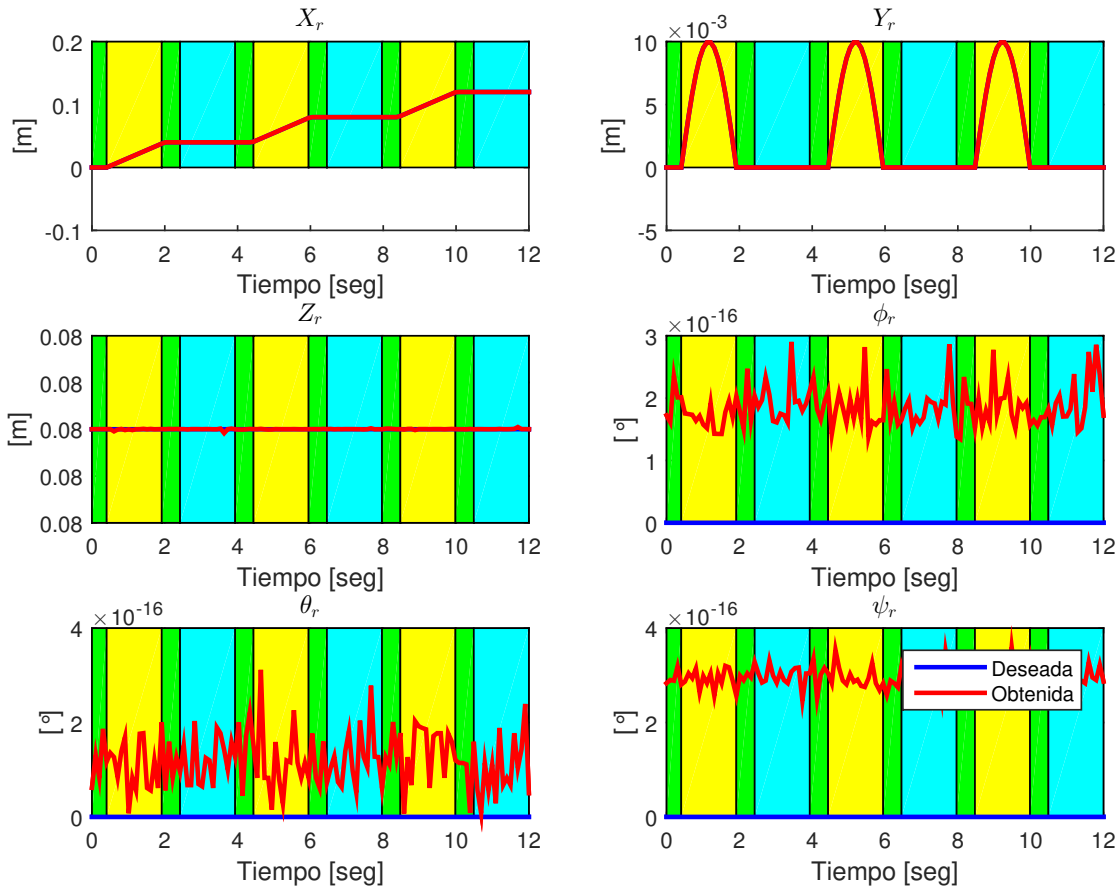 X_r
0.2
0.1
0
-0.1
[m]
0 2 4 6 8 10 12
Tiempo [seg]
Y_r
×10^-3
10
5
0
-5
[m]
0 2 4 6 8 10 12
Tiempo [seg]
Z_r
0.08
0.08
0.08
0.08
0.08
[m]
0 2 4 6 8 10 12
Tiempo [seg]
ϕ_r
×10^-16
3
2
1
0
[°]
0 2 4 6 8 10 12
Tiempo [seg]
θ_r
×10^-16
4
2
0
[°]
0 2 4 6 8 10 12
Tiempo [seg]
ψ_r
×10^-16
4
2
0
[°]
Deseada
Obtenida
0 2 4 6 8 10 12
Tiempo [seg]